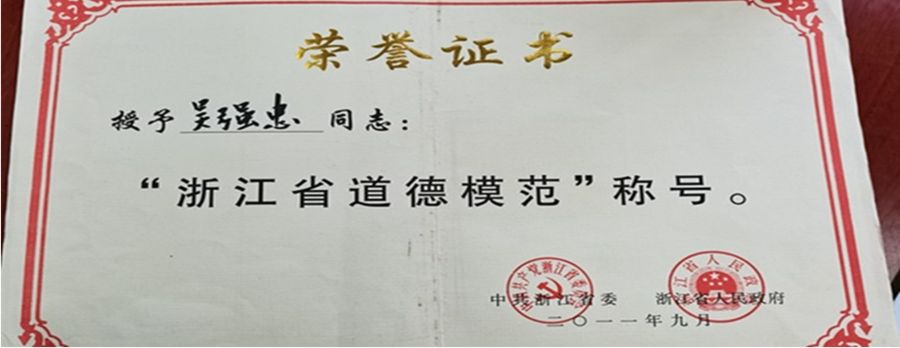 荣誉证书
授予吴强忠同志：
“浙江省道德模范”称号。
中共浙江省委 浙江省人民政府
二〇一一年九月